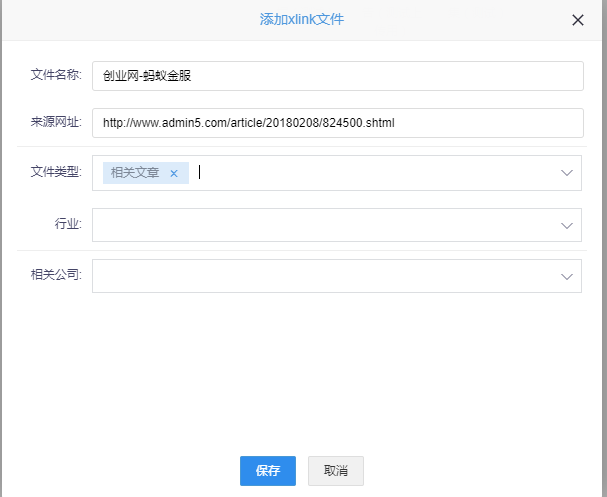 添加xlink文件
文件名称: 创业网-蚂蚁金服
来源网址: http://www.admin5.com/article/20180208/824500.shtml
文件类型: 相关文章 ×
行业:
相关公司:
保存 取消